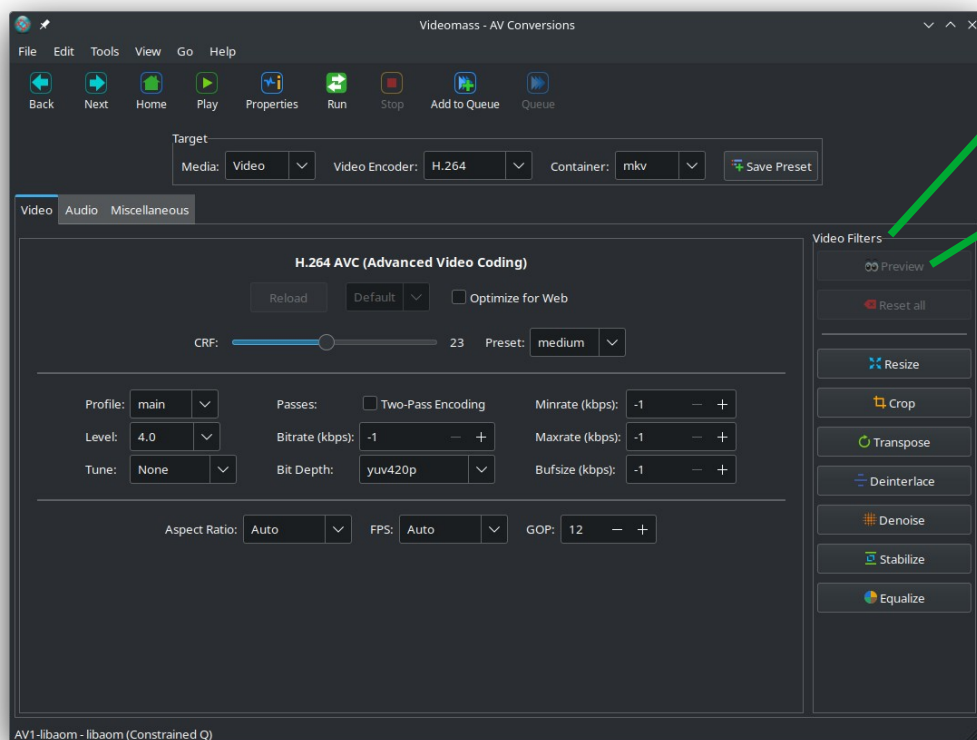 Videomass - AV Conversions
File Edit Tools View Go Help
Back Next Home Play Properties Run Stop Add to Queue Queue
Target
Media: Video Video Encoder: H.264 Container: mkv Save Preset
Video Audio Miscellaneous
Video Filters
H.264 AVC (Advanced Video Coding)
Preview
Reload Default Optimize for Web
Reset all
CRF: 23 Preset: medium
Resize
Profile: main Passes: Two-Pass Encoding Minrate (kbps): -1
Crop
Level: 4.0 Bitrate (kbps): -1 Maxrate (kbps): -1
Transpose
Tune: None Bit Depth: yuv420p Bufsize (kbps): -1
Deinterlace
Aspect Ratio: Auto FPS: Auto GOP: 12
Denoise
Stabilize
Equalize
AV1-libaom - libaom (Constrained Q)